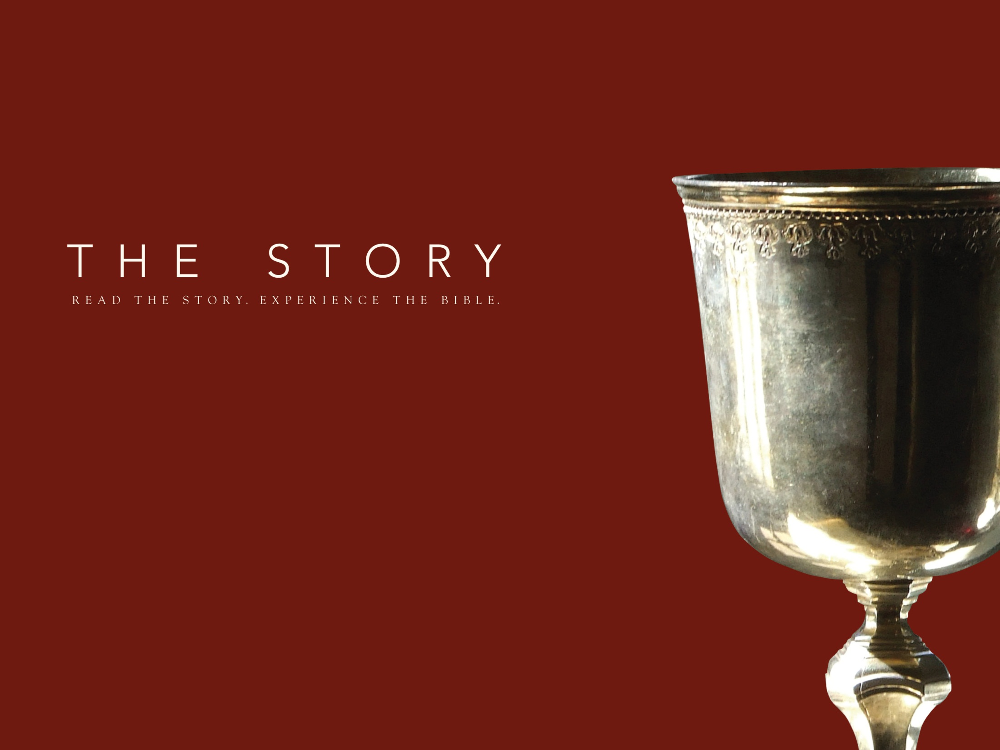 THE STORY
READ THE STORY. EXPERIENCE THE BIBLE.